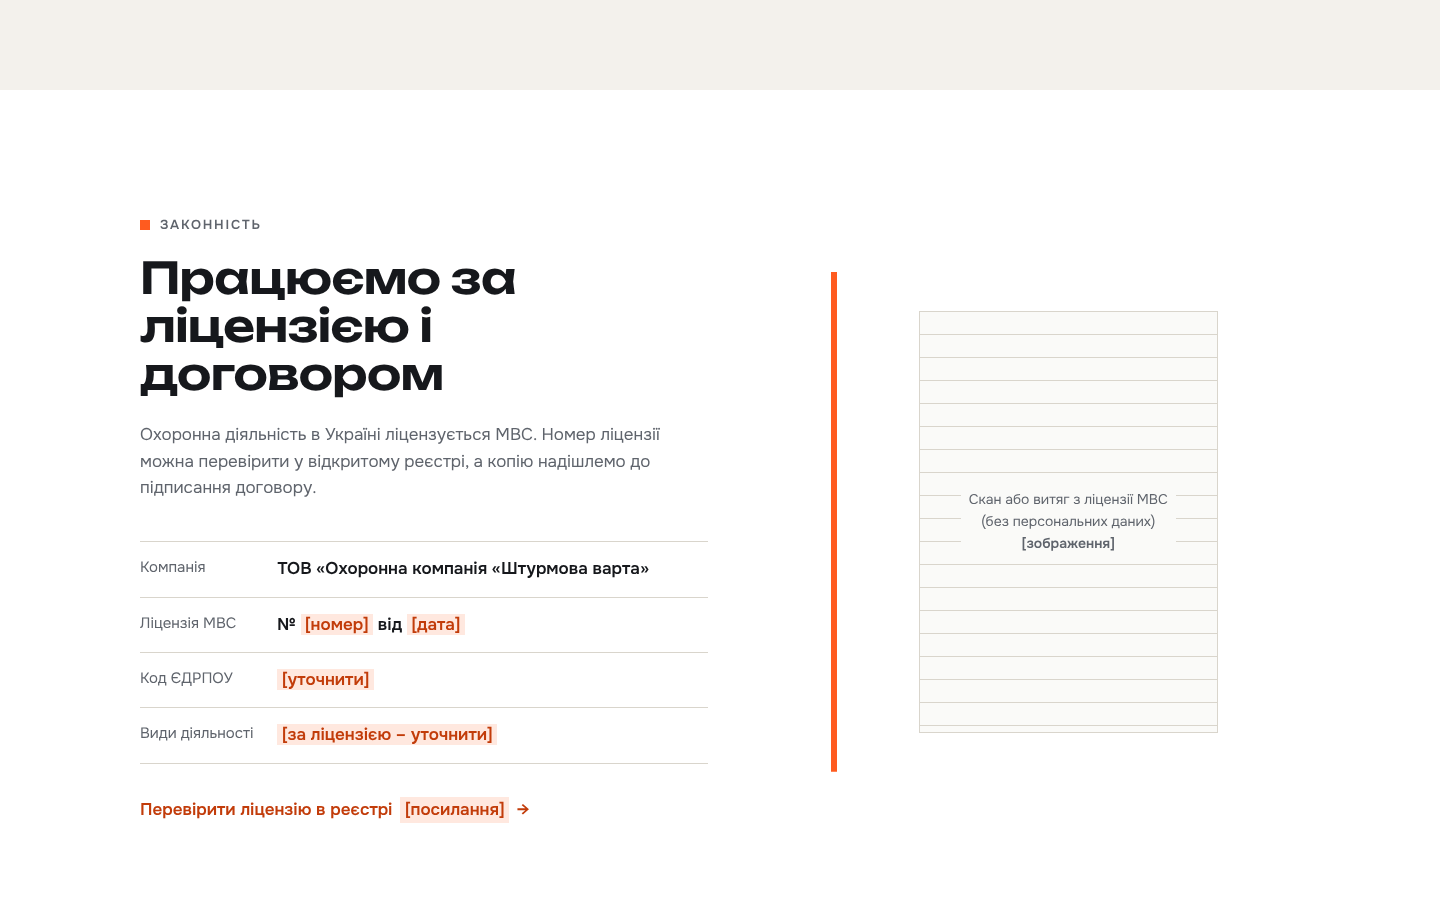 ЗАКОННІСТЬ
Працюємо за
ліцензією і
договором
Охоронна діяльність в Україні ліцензується МВС. Номер ліцензії
можна перевірити у відкритому реєстрі, а копію надішлемо до
підписання договору.
Компанія ТОВ «Охоронна компанія «Штурмова варта»
Ліцензія МВС № [номер] від [дата]
Код ЄДРПОУ [уточнити]
Види діяльності [за ліцензією – уточнити]
Перевірити ліцензію в реєстрі [посилання] →
Скан або витяг з ліцензії МВС
(без персональних даних)
[зображення]